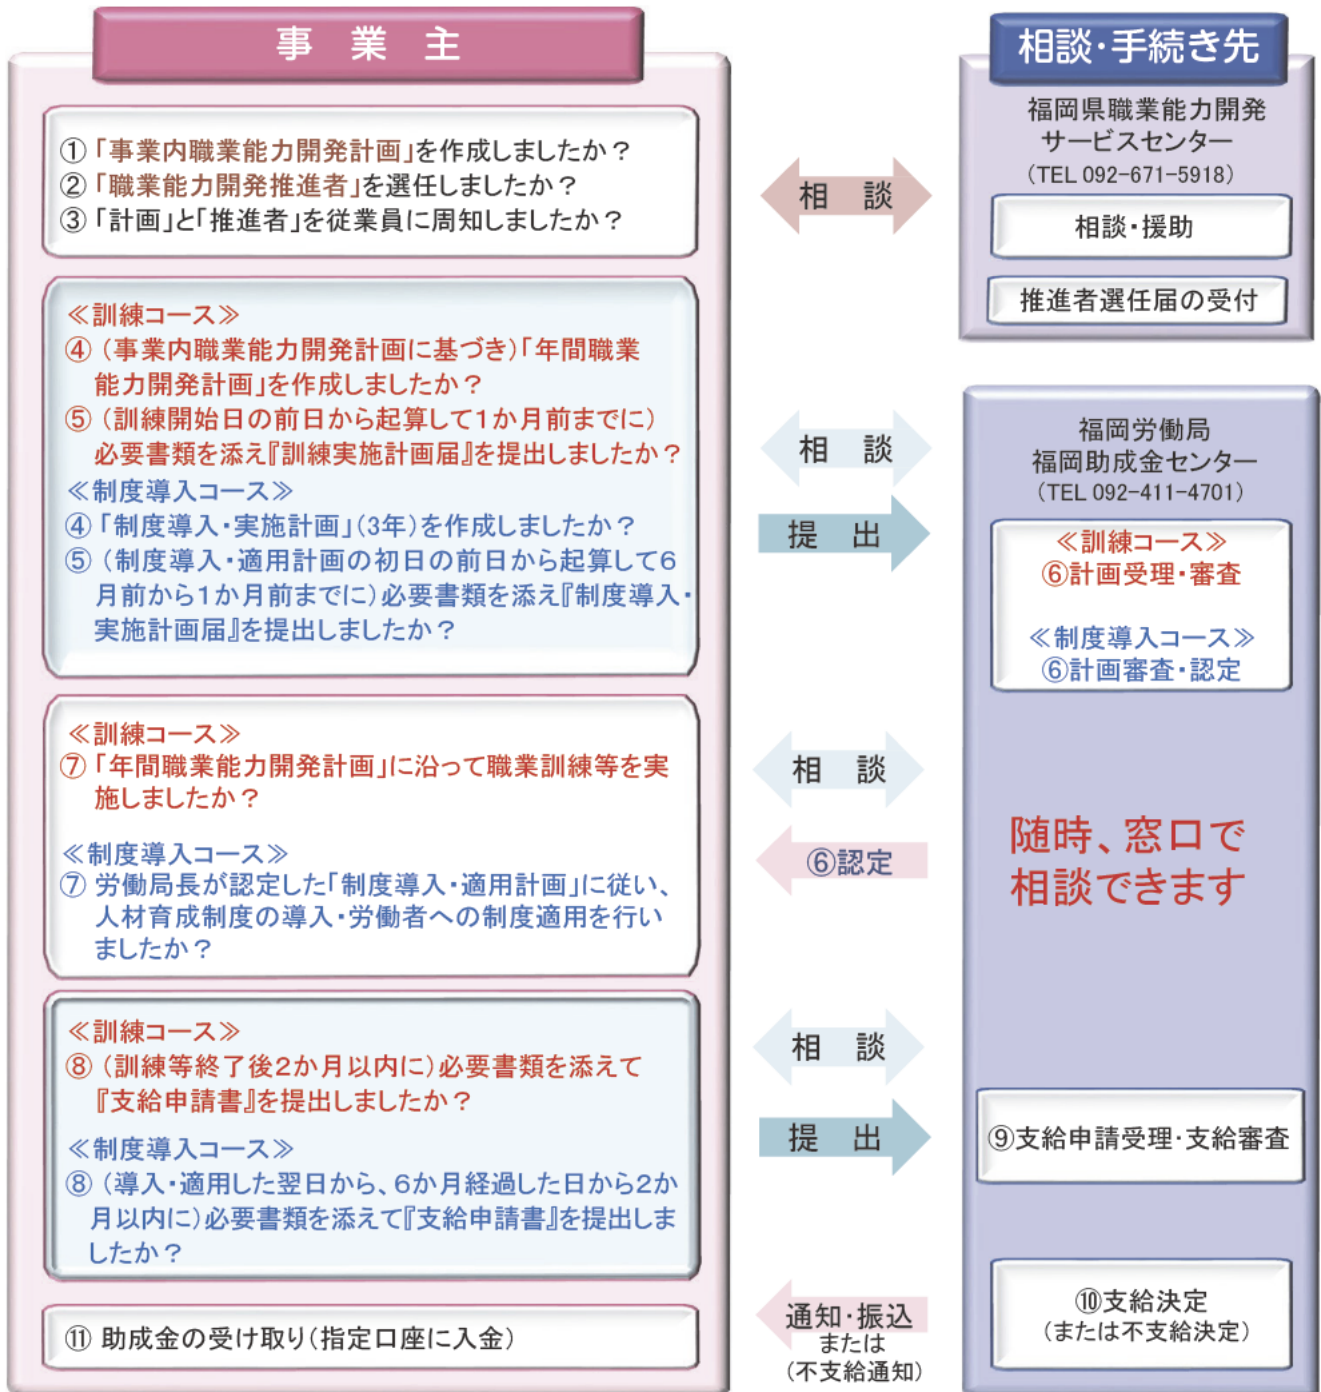 事　業　主
①「事業内職業能力開発計画」を作成しましたか？
②「職業能力開発推進者」を選任しましたか？
③「計画」と「推進者」を従業員に周知しましたか？
≪訓練コース≫
④（事業内職業能力開発計画に基づき）「年間職業
能力開発計画」を作成しましたか？
⑤（訓練開始日の前日から起算して１か月前までに）
必要書類を添え『訓練実施計画届』を提出しましたか？
≪制度導入コース≫
④「制度導入・実施計画」（3年）を作成しましたか？
⑤（制度導入・適用計画の初日の前日から起算して６
月前から１か月前までに）必要書類を添え『制度導入・
実施計画届』を提出しましたか？
≪訓練コース≫
⑦「年間職業能力開発計画」に沿って職業訓練等を実
施しましたか？
≪制度導入コース≫
⑦ 労働局長が認定した「制度導入・適用計画」に従い、
人材育成制度の導入・労働者への制度適用を行い
ましたか？
≪訓練コース≫
⑧（訓練等終了後２か月以内に）必要書類を添えて
『支給申請書』を提出しましたか？
≪制度導入コース≫
⑧（導入・適用した翌日から、６か月経過した日から２か
月以内に）必要書類を添えて『支給申請書』を提出しま
したか？
⑪ 助成金の受け取り（指定口座に入金）
相　談
相　談
提　出
相　談
⑥認定
相　談
提　出
通知・振込
または
（不支給通知）
相談・手続き先
福岡県職業能力開発
サービスセンター
（TEL 092-671-5918）
相談・援助
推進者選任届の受付
福岡労働局
福岡助成金センター
（TEL 092-411-4701）
≪訓練コース≫
⑥計画受理・審査
≪制度導入コース≫
⑥計画審査・認定
随時、窓口で
相談できます
⑨支給申請受理・支給審査
⑩支給決定
（または不支給決定）